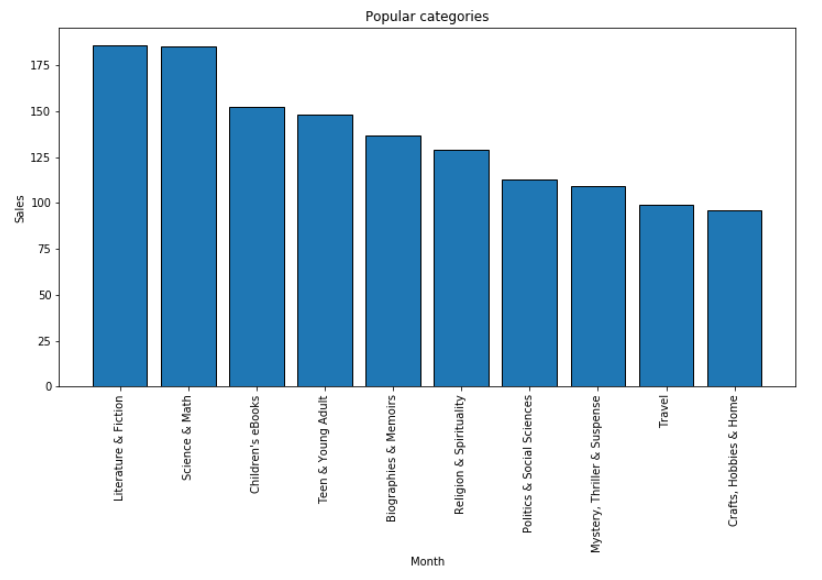 Popular categories
175
150
125
100
75
50
25
0
Sales
Literature & Fiction
Science & Math
Children's eBooks
Teen & Young Adult
Biographies & Memoirs
Religion & Spirituality
Politics & Social Sciences
Mystery, Thriller & Suspense
Travel
Crafts, Hobbies & Home
Month